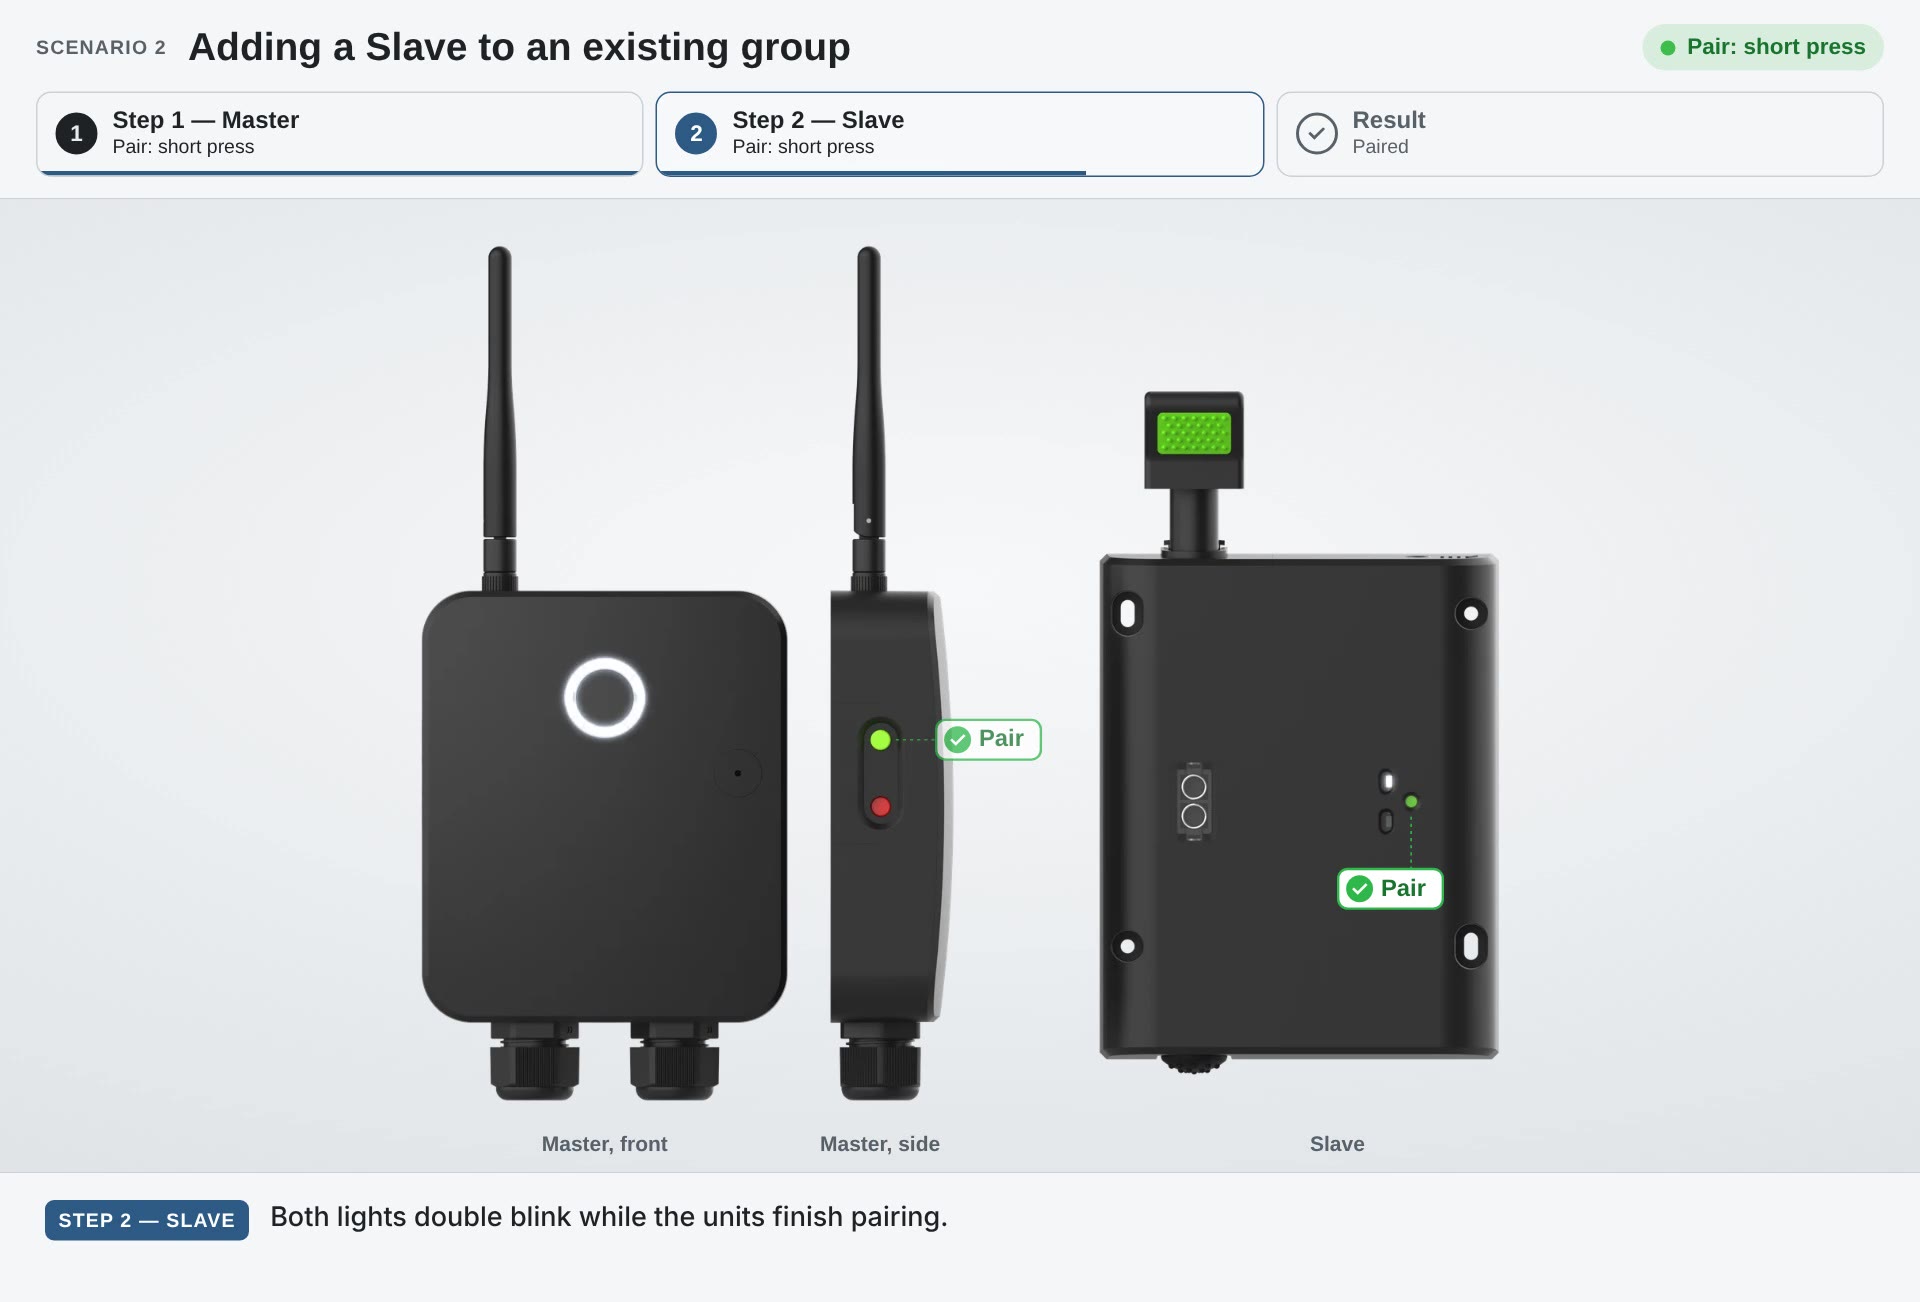 SCENARIO 2 Adding a Slave to an existing group
Pair: short press
1 Step 1 — Master
Pair: short press
2 Step 2 — Slave
Pair: short press
Result
Paired
Pair
Pair
Master, front
Master, side
Slave
STEP 2 — SLAVE Both lights double blink while the units finish pairing.